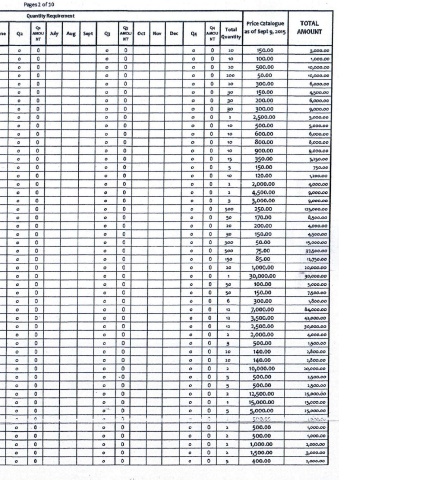 Pages 2 of 10
Quantity Requirement
Q2 Q2 AMOU NT July Aug Sept Q3 Q3 AMOU NT Oct Nov Dec Q4 Q4 AMOU NT Total Quantity Price Catalogue as of Sept 9, 2015 TOTAL AMOUNT
0 0 0 0 0 0 20 150.00 3,000.00
0 0 0 0 0 0 10 100.00 1,000.00
0 0 0 0 0 0 20 500.00 10,000.00
0 0 0 0 0 0 200 50.00 10,000.00
0 0 0 0 0 0 20 300.00 6,000.00
0 0 0 0 0 0 30 150.00 4,500.00
0 0 0 0 0 0 30 200.00 6,000.00
0 0 0 0 0 0 30 300.00 9,000.00
0 0 0 0 0 0 2,500.00
0 0 0 0 0 0 10 500.00 5,000.00
0 0 0 0 0 0 10 600.00 6,000.00
0 0 0 0 0 0 10 800.00 8,000.00
0 0 0 0 0 0 10 900.00 9,000.00
0 0 0 0 0 0 15 350.00 5,250.00
0 0 0 0 0 0 5 150.00 750.00
0 0 0 0 0 0 10 120.00 1,200.00
0 0 0 0 0 0 2 2,000.00 4,000.00
0 0 0 0 0 0 2 4,500.00 9,000.00
0 0 0 0 0 0 3 3,000.00 9,000.00
0 0 0 0 0 0 500 250.00 125,000.00
0 0 0 0 0 0 50 170.00 8,500.00
0 0 0 0 0 0 20 200.00 4,000.00
0 0 0 0 0 0 30 150.00 4,500.00
0 0 0 0 0 0 300 50.00 15,000.00
0 0 0 0 0 0 500 75.00 37,500.00
0 0 0 0 0 0 150 85.00 12,750.00
0 0 0 0 0 0 20 1,000.00 20,000.00
0 0 0 0 0 0 1 30,000.00 30,000.00
0 0 0 0 0 0 50 100.00 5,000.00
0 0 0 0 0 0 50 150.00 7,500.00
0 0 0 0 0 0 6 300.00 1,800.00
0 0 0 0 0 0 12 7,000.00 84,000.00
0 0 0 0 0 0 12 3,500.00 42,000.00
0 0 0 0 0 0 12 2,500.00 30,000.00
0 0 0 0 0 0 2 2,000.00 4,000.00
0 0 0 0 0 0 3 500.00 1,500.00
0 0 0 0 0 0 20 140.00 2,800.00
0 0 0 0 0 0 20 140.00 2,800.00
0 0 0 0 0 0 2 10,000.00 20,000.00
0 0 0 0 0 0 500.00
0 0 0 0 0 0 500.00
0 0 0 0 0 0 2 12,500.00 25,000.00
0 0 0 0 0 0 1 15,000.00 15,000.00
0 0 0 0 0 0 3 5,000.00 15,000.00
0 0 0 0 0 0 2 500.00 1,000.00
0 0 0 0 0 0 2 500.00 1,000.00
0 0 0 0 0 0 2 1,000.00 2,000.00
0 0 0 0 0 0 2 1,500.00 3,000.00
0 0 0 0 0 0 5 400.00 2,000.00